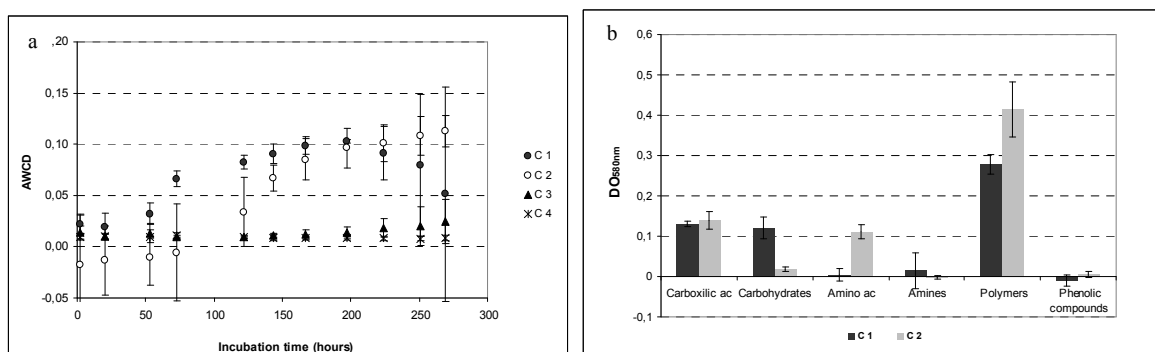 a
0,20
0,15
0,10
0,05
0,00
-0,05
AWCD
0 50 100 150 200 250 300
Incubation time (hours)
C 1
C 2
C 3
C 4
b
0,6
0,5
0,4
0,3
0,2
0,1
0
-0,1
DO580nm
Carboxilic ac Carbohydrates Amino ac Amines Polymers Phenolic
compounds
C 1 C 2